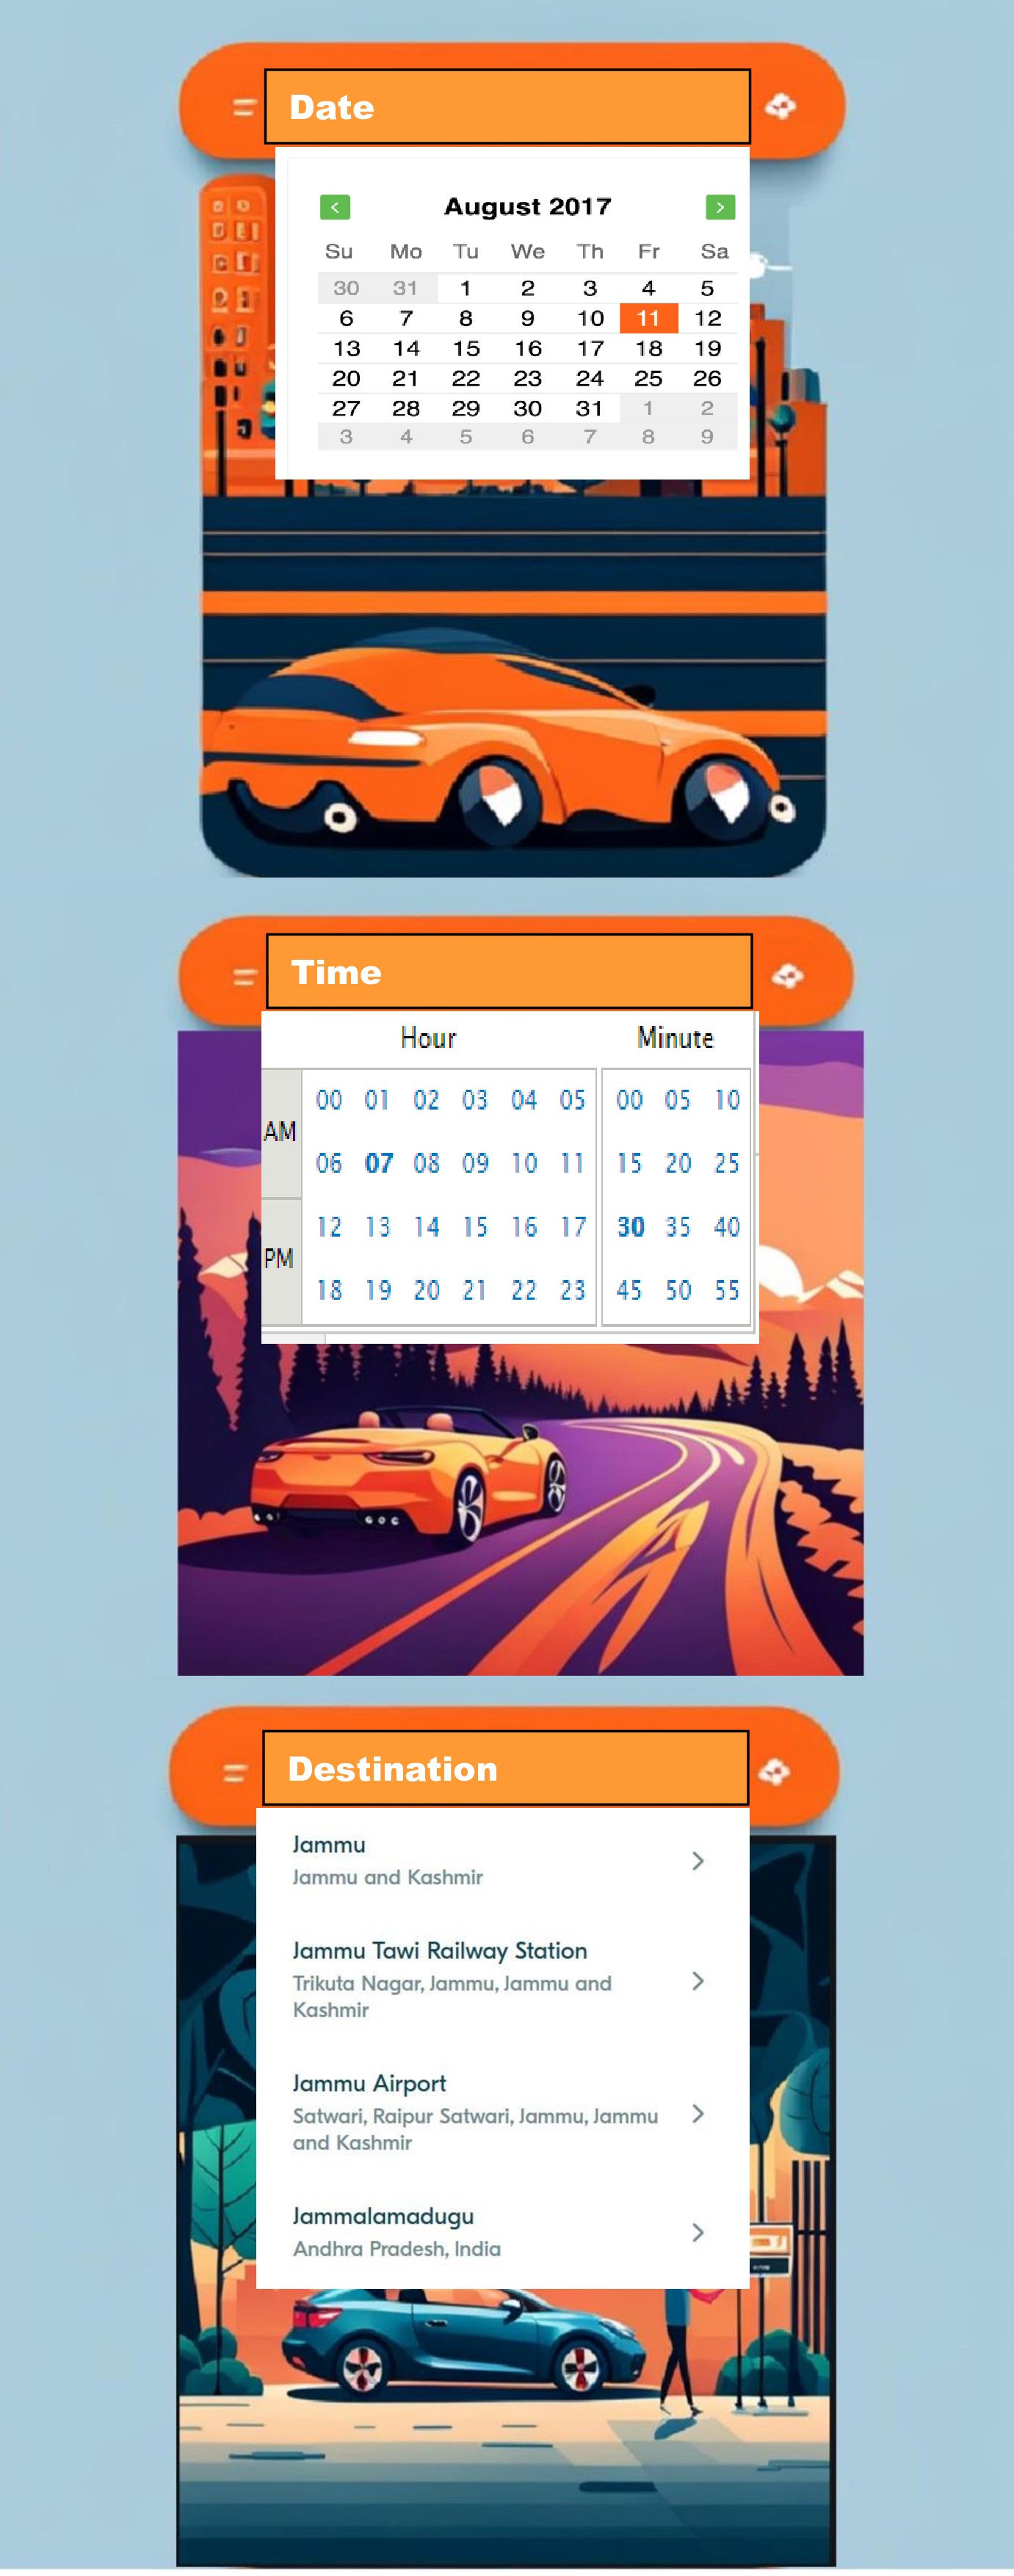 Date
< August 2017 >
Su Mo Tu We Th Fr Sa
30 31 1 2 3 4 5
6 7 8 9 10 11 12
13 14 15 16 17 18 19
20 21 22 23 24 25 26
27 28 29 30 31 1 2
3 4 5 6 7 8 9
Time
Hour Minute
00 01 02 03 04 05 00 05 10
AM
06 07 08 09 10 11 15 20 25
12 13 14 15 16 17 30 35 40
PM
18 19 20 21 22 23 45 50 55
Destination
Jammu
Jammu and Kashmir
Jammu Tawi Railway Station
Trikuta Nagar, Jammu, Jammu and
Kashmir
Jammu Airport
Satwari, Raipur Satwari, Jammu, Jammu
and Kashmir
Jammalamadugu
Andhra Pradesh, India